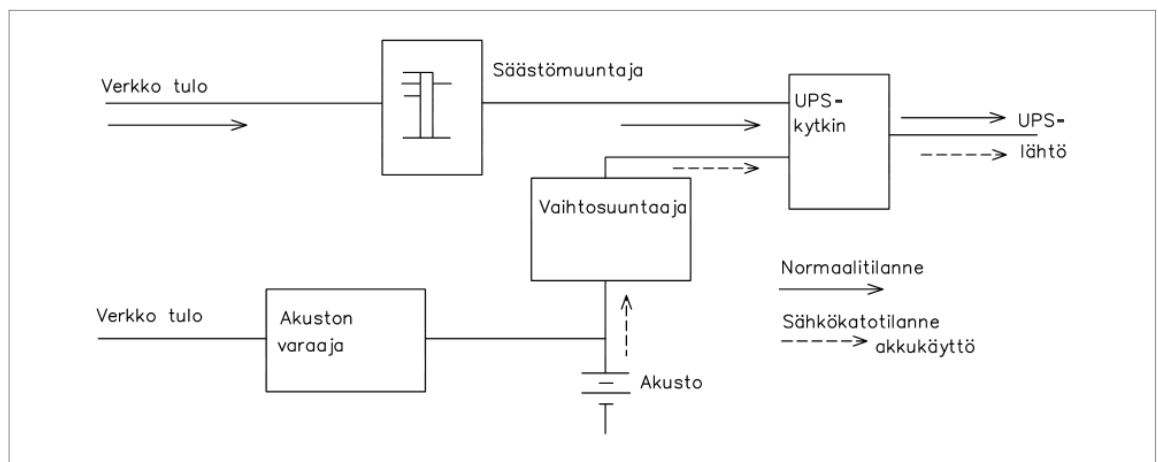 Verkko tulo
Säästömuuntaja
UPS-
kytkin
UPS-
lähtö
Vaihtosuuntaaja
Normaalitilanne
Verkko tulo
Akuston
varaaja
Sähkökatotilanne
akkukäyttö
Akusto